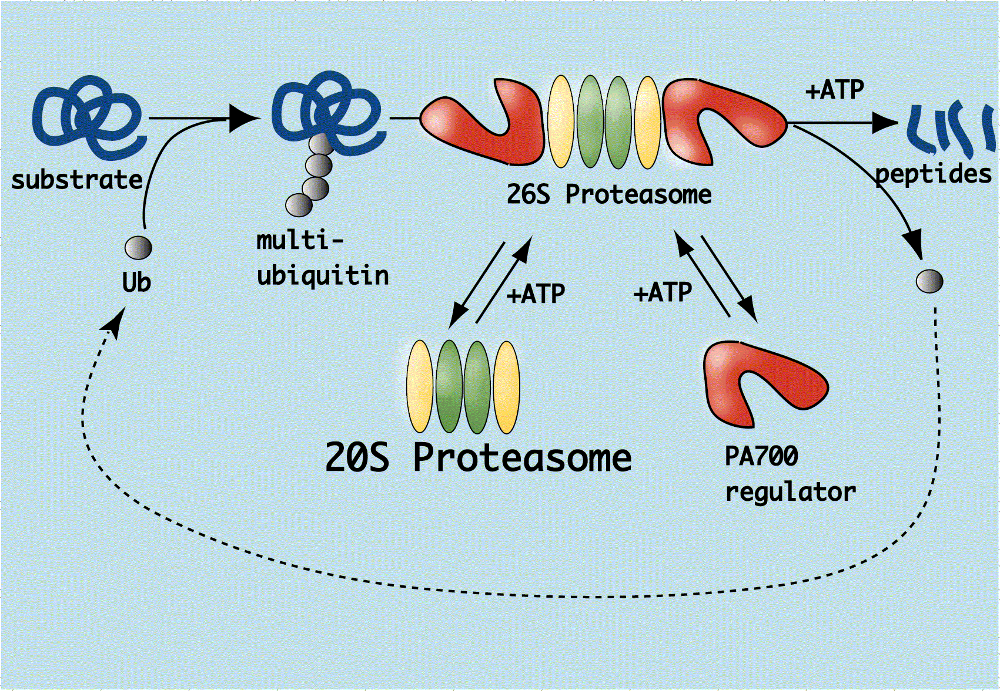 +ATP
substrate
peptides
26S Proteasome
multi-
ubiquitin
Ub
+ATP
+ATP
20S Proteasome
PA700
regulator